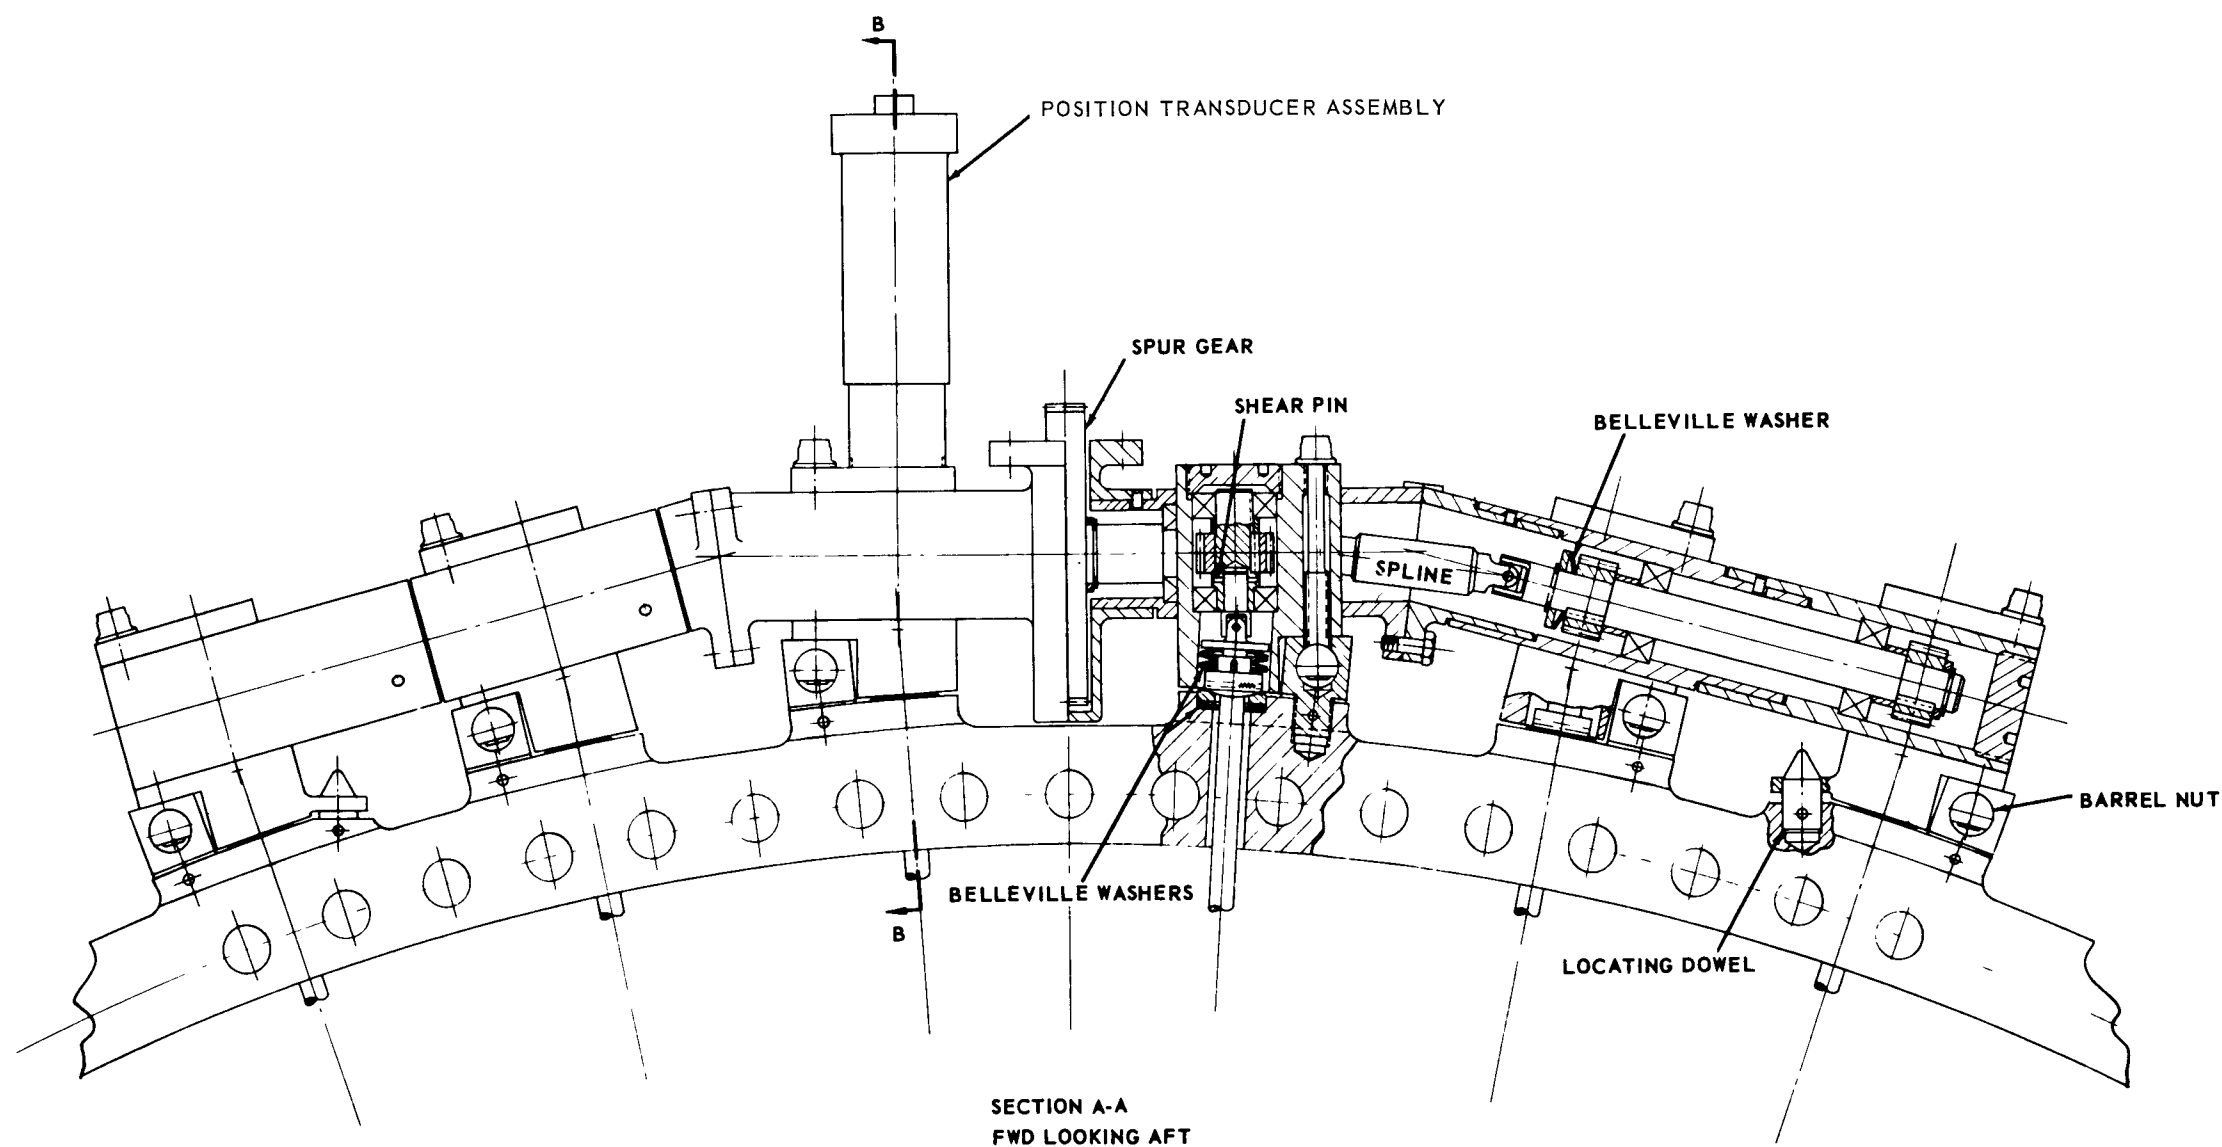 B
POSITION TRANSDUCER ASSEMBLY
SPUR GEAR
SHEAR PIN
BELLEVILLE WASHER
SPLINE
BARREL NUT
BELLEVILLE WASHERS
B
LOCATING DOWEL
SECTION A-A
FWD LOOKING AFT